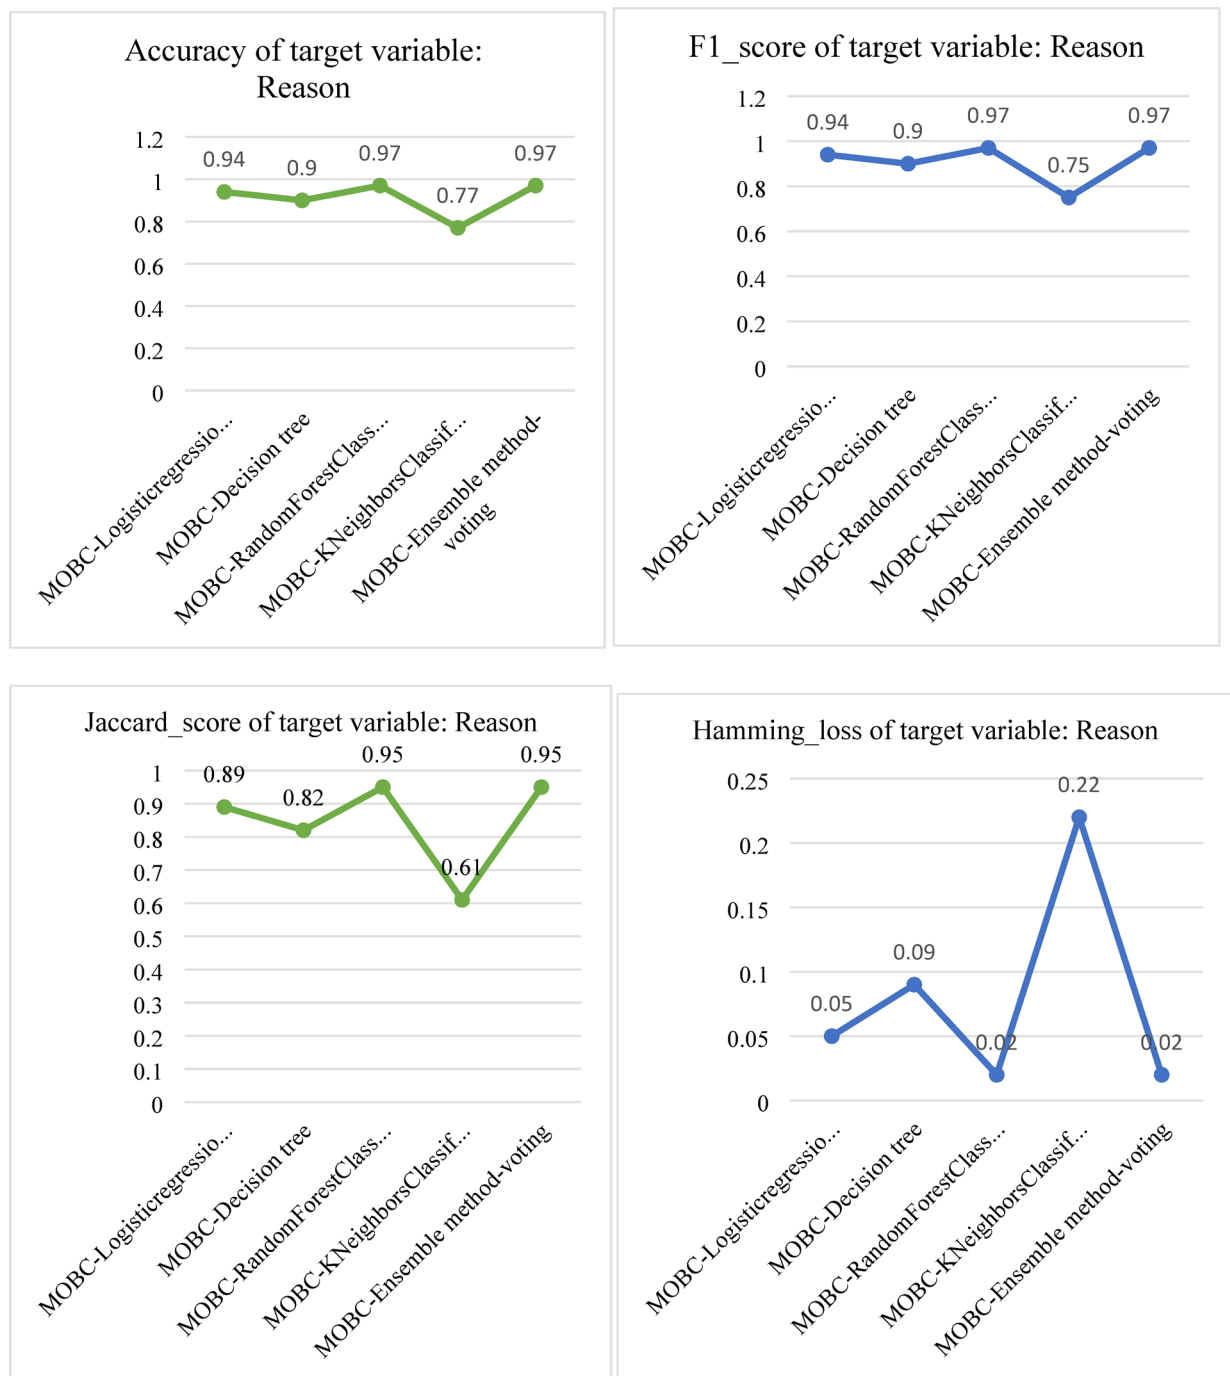 Accuracy of target variable:
Reason
1.2
1
0.8
0.6
0.4
0.2
0
0.94
0.9
0.97
0.77
0.97
MOBC-Logisticregressio...
MOBC-Decision tree
MOBC-RandomForestClass...
MOBC-KNeighborsClassif...
MOBC-Ensemble method-
voting
F1_score of target variable: Reason
1.2
1
0.8
0.6
0.4
0.2
0
0.94
0.9
0.97
0.75
0.97
MOBC-Logisticregressio...
MOBC-Decision tree
MOBC-RandomForestClass...
MOBC-KNeighborsClassif...
MOBC-Ensemble method-voting
Jaccard_score of target variable: Reason
1
0.9
0.8
0.7
0.6
0.5
0.4
0.3
0.2
0.1
0
0.89
0.82
0.95
0.61
0.95
MOBC-Logisticregressio...
MOBC-Decision tree
MOBC-RandomForestClass...
MOBC-KNeighborsClassif...
MOBC-Ensemble method-voting
Hamming_loss of target variable: Reason
0.25
0.2
0.15
0.1
0.05
0
0.05
0.09
0.02
0.22
0.02
MOBC-Logisticregressio...
MOBC-Decision tree
MOBC-RandomForestClass...
MOBC-KNeighborsClassif...
MOBC-Ensemble method-voting